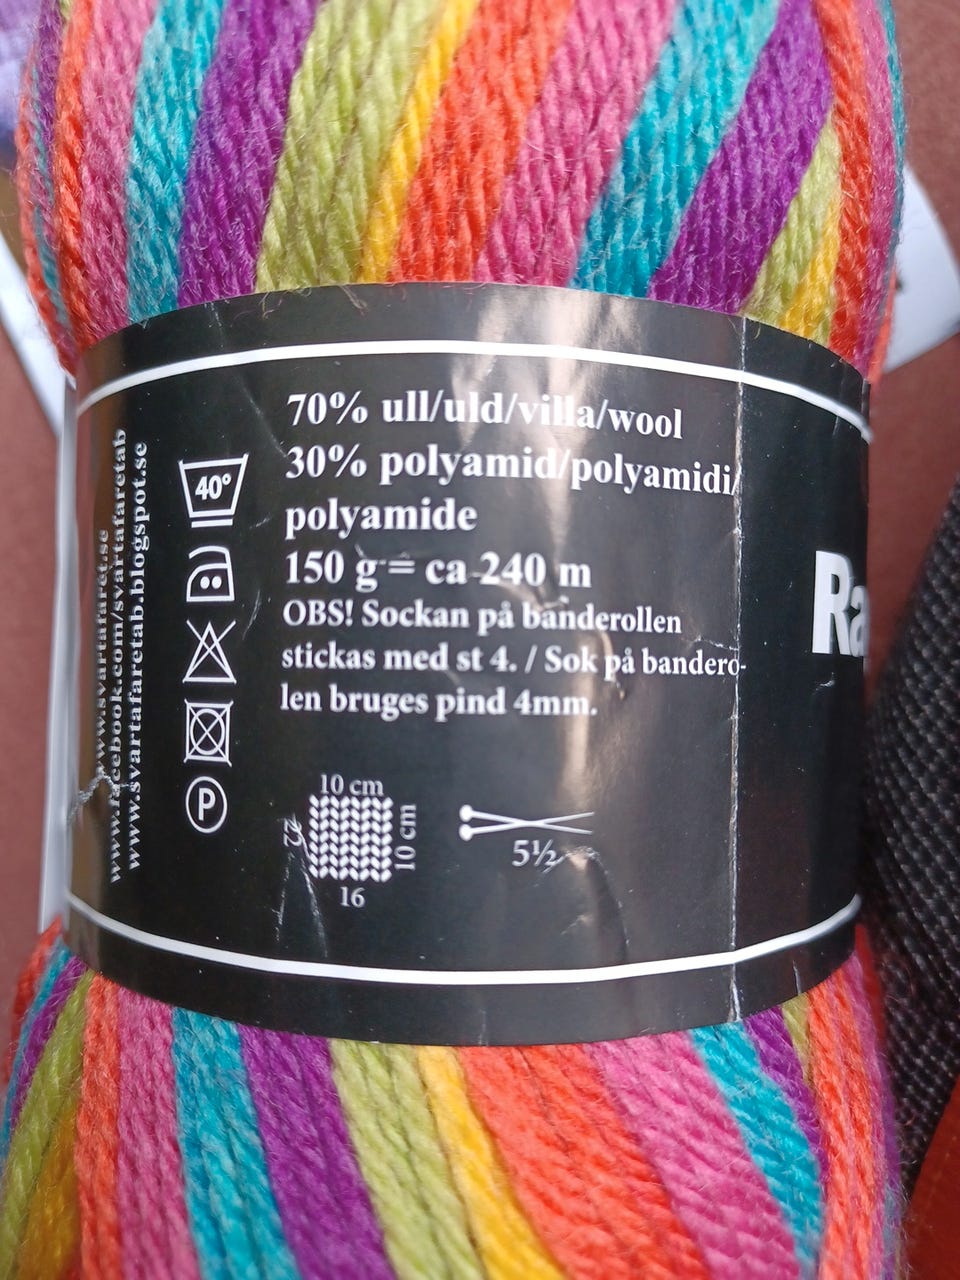 70% ull/uld/villa/wool
30% polyamid/polyamidi/
polyamide
150 g = ca 240 m
OBS! Sockan på banderollen
stickas med st 4. / Sok på bandero-
len bruges pind 4mm.
10 cm
22
10 cm
16
5½
40°
P
www.svartafaret.se
www.facebook.com/svartafaretab
www.svartafaretab.blogspot.se